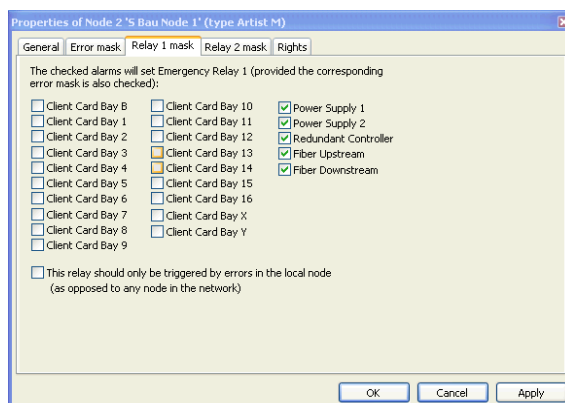 Properties of Node 2 'S Bau Node 1' (type Artist M)
General
Error mask
Relay 1 mask
Relay 2 mask
Rights
The checked alarms will set Emergency Relay 1 (provided the corresponding
error mask is also checked):
Client Card Bay B
Client Card Bay 1
Client Card Bay 2
Client Card Bay 3
Client Card Bay 4
Client Card Bay 5
Client Card Bay 6
Client Card Bay 7
Client Card Bay 8
Client Card Bay 9
Client Card Bay 10
Client Card Bay 11
Client Card Bay 12
Client Card Bay 13
Client Card Bay 14
Client Card Bay 15
Client Card Bay 16
Client Card Bay X
Client Card Bay Y
Power Supply 1
Power Supply 2
Redundant Controller
Fiber Upstream
Fiber Downstream
This relay should only be triggered by errors in the local node
(as opposed to any node in the network)
OK
Cancel
Apply